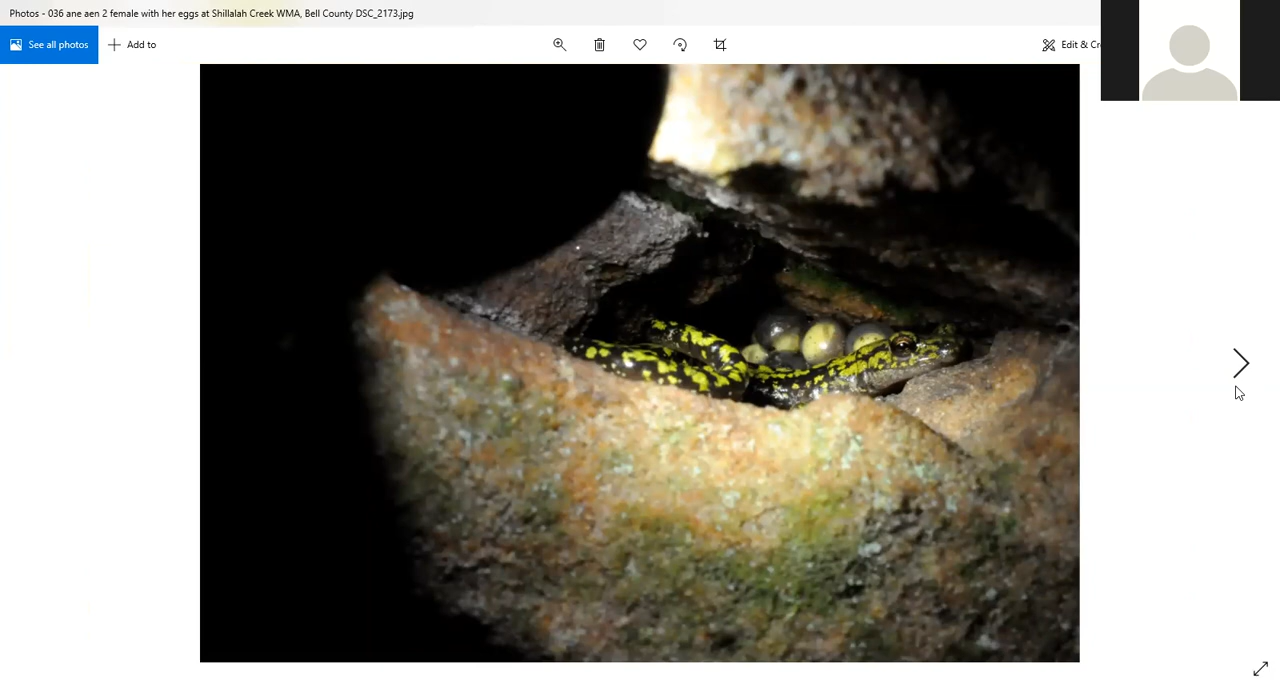 Photos - 036 ane aen 2 female with her eggs at Shillalah Creek WMA, Bell County DSC_2173.jpg
See all photos
Add to
Edit &